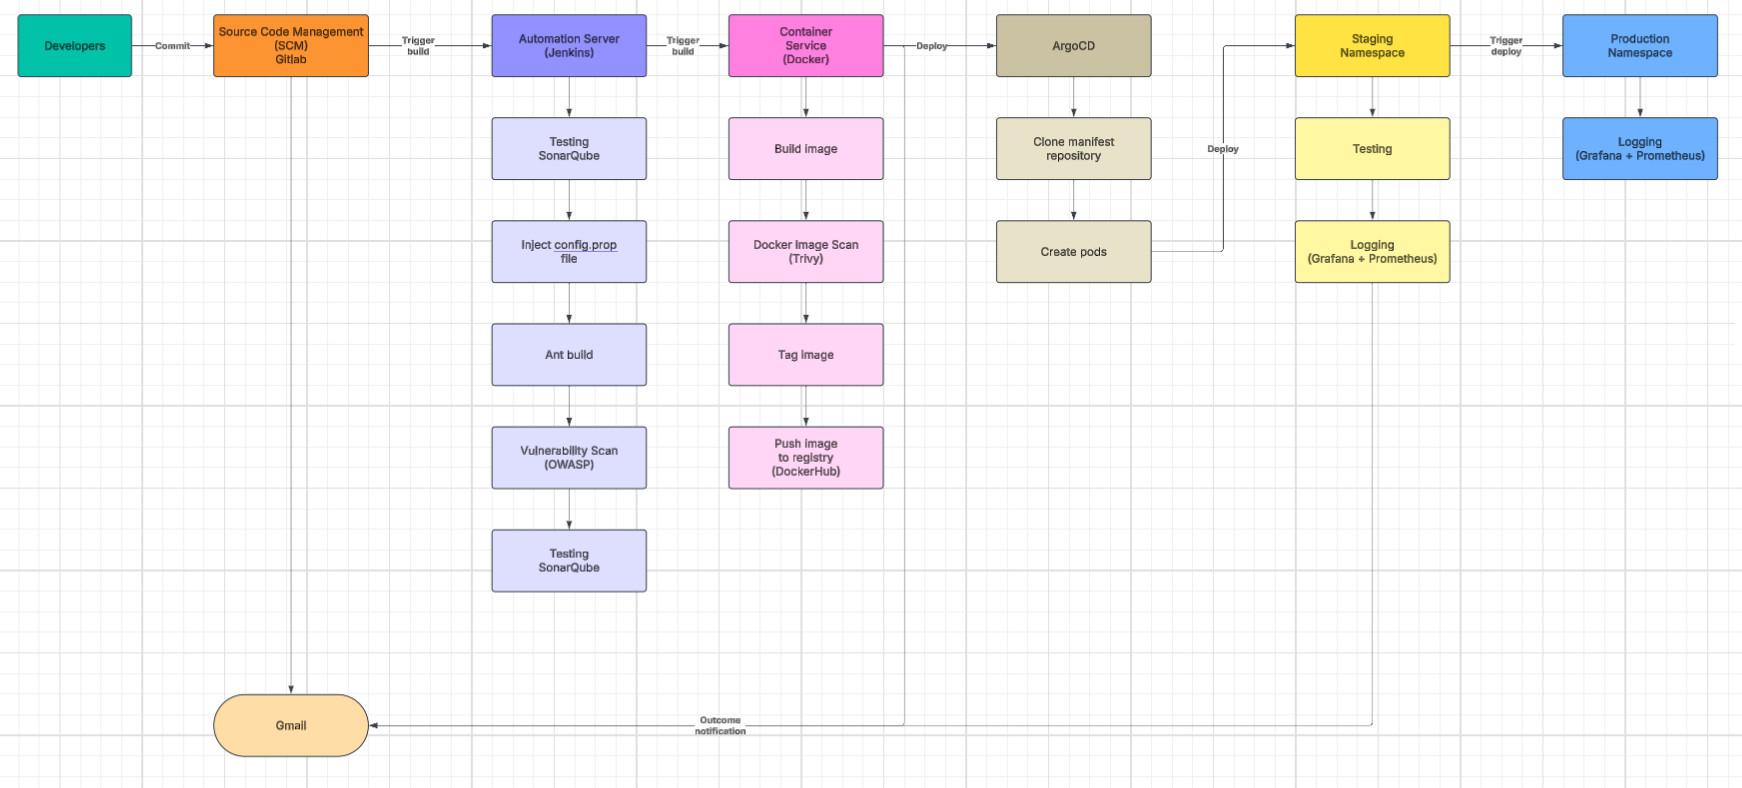 Developers
Commit
Source Code Management
(SCM)
Gitlab
Trigger
build
Automation Server
(Jenkins)
Trigger
build
Container
Service
(Docker)
Deploy
ArgoCD
Staging
Namespace
Trigger
deploy
Production
Namespace
Testing
SonarQube
Build image
Clone manifest
repository
Deploy
Testing
Logging
(Grafana + Prometheus)
Inject config.prop
file
Docker Image Scan
(Trivy)
Create pods
Logging
(Grafana + Prometheus)
Ant build
Tag image
Vulnerability Scan
(OWASP)
Push image
to registry
(DockerHub)
Testing
SonarQube
Gmail
Outcome
notification